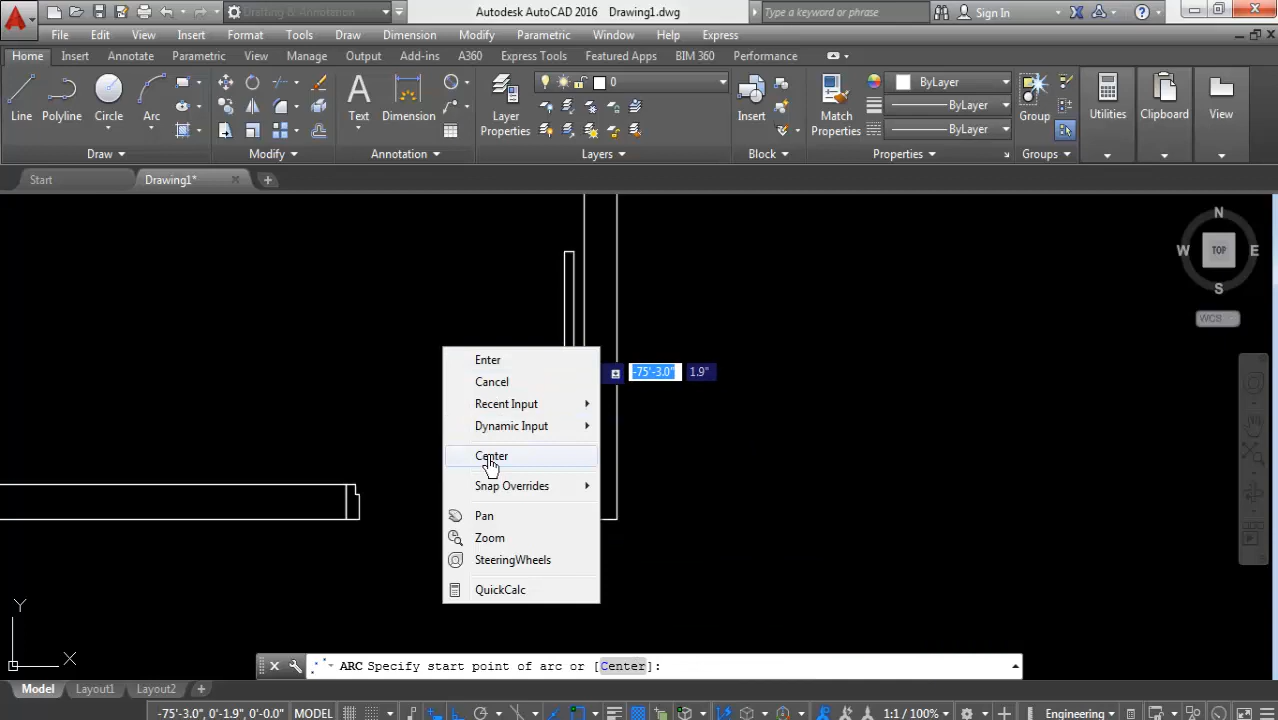 Drafting & Annotation
Autodesk AutoCAD 2016 Drawing1.dwg
Type a keyword or phrase
Sign In
File Edit View Insert Format Tools Draw Dimension Modify Parametric Window Help Express
Home Insert Annotate Parametric View Manage Output Add-ins A360 Express Tools Featured Apps BIM 360 Performance
Line Polyline Circle Arc
Text Dimension
Layer Properties
0
Insert
Match Properties
ByLayer
ByLayer
ByLayer
Group
Utilities
Clipboard
View
Draw Modify Annotation Layers Block Properties Groups
Start Drawing1*
N
W TOP E
S
WCS
Enter
Cancel
Recent Input
Dynamic Input
Center
Snap Overrides
Pan
Zoom
SteeringWheels
QuickCalc
-75'-3.0" 1.9"
Y
X
ARC Specify start point of arc or [Center]:
Model Layout1 Layout2
-75'-3.0", 0'-1.9", 0'-0.0" MODEL 1:1 / 100% Engineering